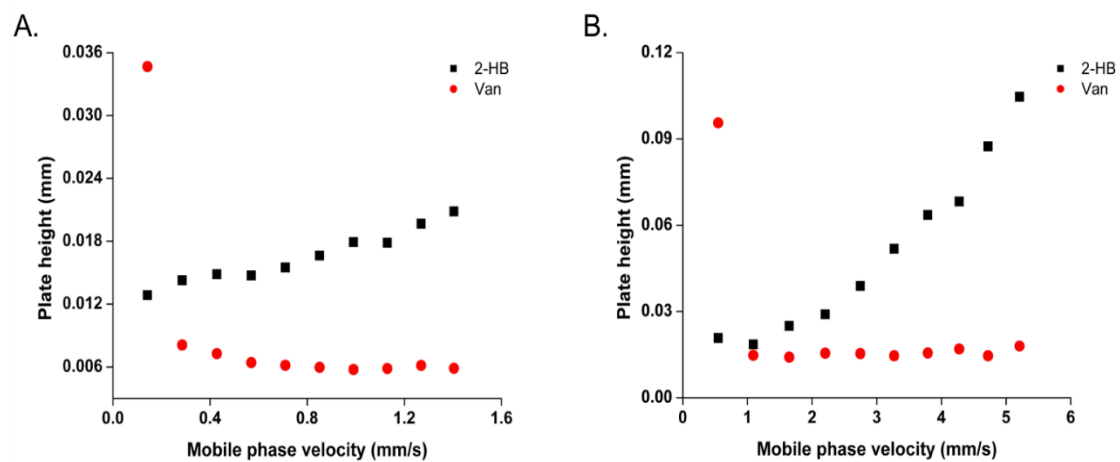 A.
0.036
0.030
0.024
0.018
0.012
0.006
0.0
0.4
0.8
1.2
1.6
Plate height (mm)
Mobile phase velocity (mm/s)
2-HB
Van
B.
0.12
0.09
0.06
0.03
0.00
0
1
2
3
4
5
6
Plate height (mm)
Mobile phase velocity (mm/s)
2-HB
Van